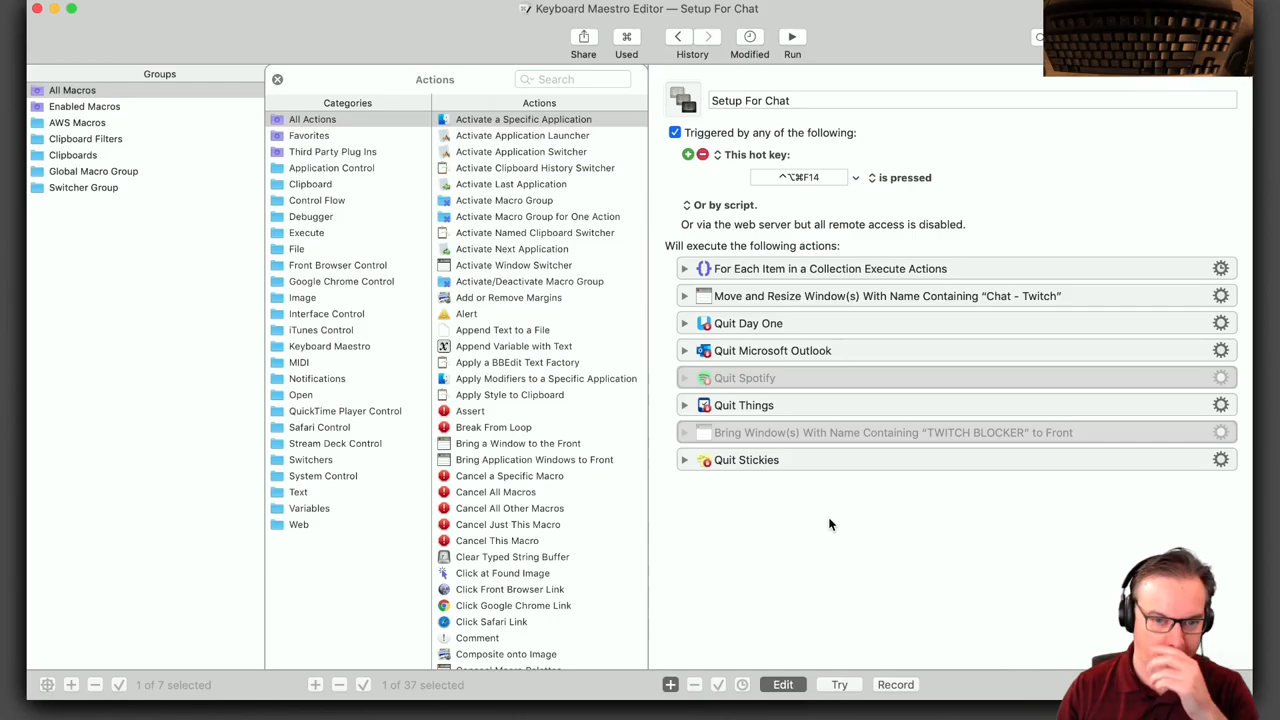 Keyboard Maestro Editor — Setup For Chat
Share
Used
History
Modified
Run
Groups
All Macros
Enabled Macros
AWS Macros
Clipboard Filters
Clipboards
Global Macro Group
Switcher Group
Actions
Search
Categories
All Actions
Favorites
Third Party Plug Ins
Application Control
Clipboard
Control Flow
Debugger
Execute
File
Front Browser Control
Google Chrome Control
Image
Interface Control
iTunes Control
Keyboard Maestro
MIDI
Notifications
Open
QuickTime Player Control
Safari Control
Stream Deck Control
Switchers
System Control
Text
Variables
Web
Actions
Activate a Specific Application
Activate Application Launcher
Activate Application Switcher
Activate Clipboard History Switcher
Activate Last Application
Activate Macro Group
Activate Macro Group for One Action
Activate Named Clipboard Switcher
Activate Next Application
Activate Window Switcher
Activate/Deactivate Macro Group
Add or Remove Margins
Alert
Append Text to a File
Append Variable with Text
Apply a BBEdit Text Factory
Apply Modifiers to a Specific Application
Apply Style to Clipboard
Assert
Break From Loop
Bring a Window to the Front
Bring Application Windows to Front
Cancel a Specific Macro
Cancel All Macros
Cancel All Other Macros
Cancel Just This Macro
Cancel This Macro
Clear Typed String Buffer
Click at Found Image
Click Front Browser Link
Click Google Chrome Link
Click Safari Link
Comment
Composite onto Image
Setup For Chat
Triggered by any of the following:
This hot key:
⌃⌥⌘F14
is pressed
Or by script.
Or via the web server but all remote access is disabled.
Will execute the following actions:
For Each Item in a Collection Execute Actions
Move and Resize Window(s) With Name Containing “Chat - Twitch”
Quit Day One
Quit Microsoft Outlook
Quit Spotify
Quit Things
Bring Window(s) With Name Containing “TWITCH BLOCKER” to Front
Quit Stickies
1 of 7 selected
1 of 37 selected
Edit
Try
Record